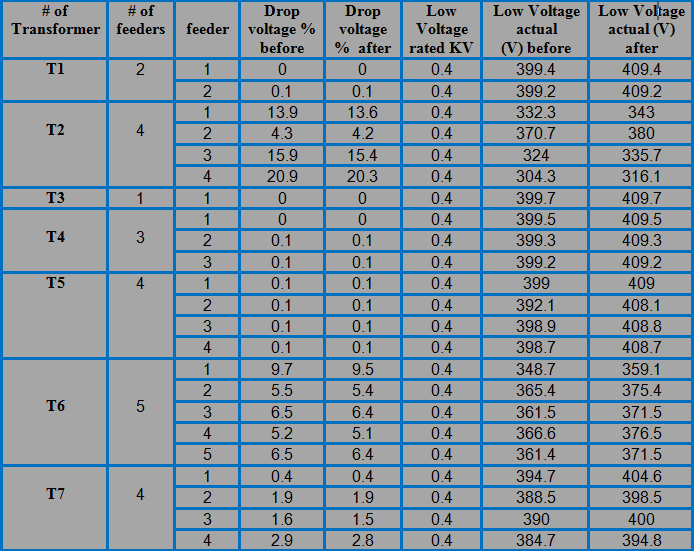 # of Transformer | # of feeders | feeder | Drop voltage % before | Drop voltage % after | Low Voltage rated KV | Low Voltage actual (V) before | Low Voltage actual (V) after
T1 | 2 | 1 | 0 | 0 | 0.4 | 399.4 | 409.4
2 | 0.1 | 0.1 | 0.4 | 399.2 | 409.2
T2 | 4 | 1 | 13.9 | 13.6 | 0.4 | 332.3 | 343
2 | 4.3 | 4.2 | 0.4 | 370.7 | 380
3 | 15.9 | 15.4 | 0.4 | 324 | 335.7
4 | 20.9 | 20.3 | 0.4 | 304.3 | 316.1
T3 | 1 | 1 | 0 | 0 | 0.4 | 399.7 | 409.7
T4 | 3 | 1 | 0 | 0 | 0.4 | 399.5 | 409.5
2 | 0.1 | 0.1 | 0.4 | 399.3 | 409.3
3 | 0.1 | 0.1 | 0.4 | 399.2 | 409.2
T5 | 4 | 1 | 0.1 | 0.1 | 0.4 | 399 | 409
2 | 0.1 | 0.1 | 0.4 | 392.1 | 408.1
3 | 0.1 | 0.1 | 0.4 | 398.9 | 408.8
4 | 0.1 | 0.1 | 0.4 | 398.7 | 408.7
T6 | 5 | 1 | 9.7 | 9.5 | 0.4 | 348.7 | 359.1
2 | 5.5 | 5.4 | 0.4 | 365.4 | 375.4
3 | 6.5 | 6.4 | 0.4 | 361.5 | 371.5
4 | 5.2 | 5.1 | 0.4 | 366.6 | 376.5
5 | 6.5 | 6.4 | 0.4 | 361.4 | 371.5
T7 | 4 | 1 | 0.4 | 0.4 | 0.4 | 394.7 | 404.6
2 | 1.9 | 1.9 | 0.4 | 388.5 | 398.5
3 | 1.6 | 1.5 | 0.4 | 390 | 400
4 | 2.9 | 2.8 | 0.4 | 384.7 | 394.8